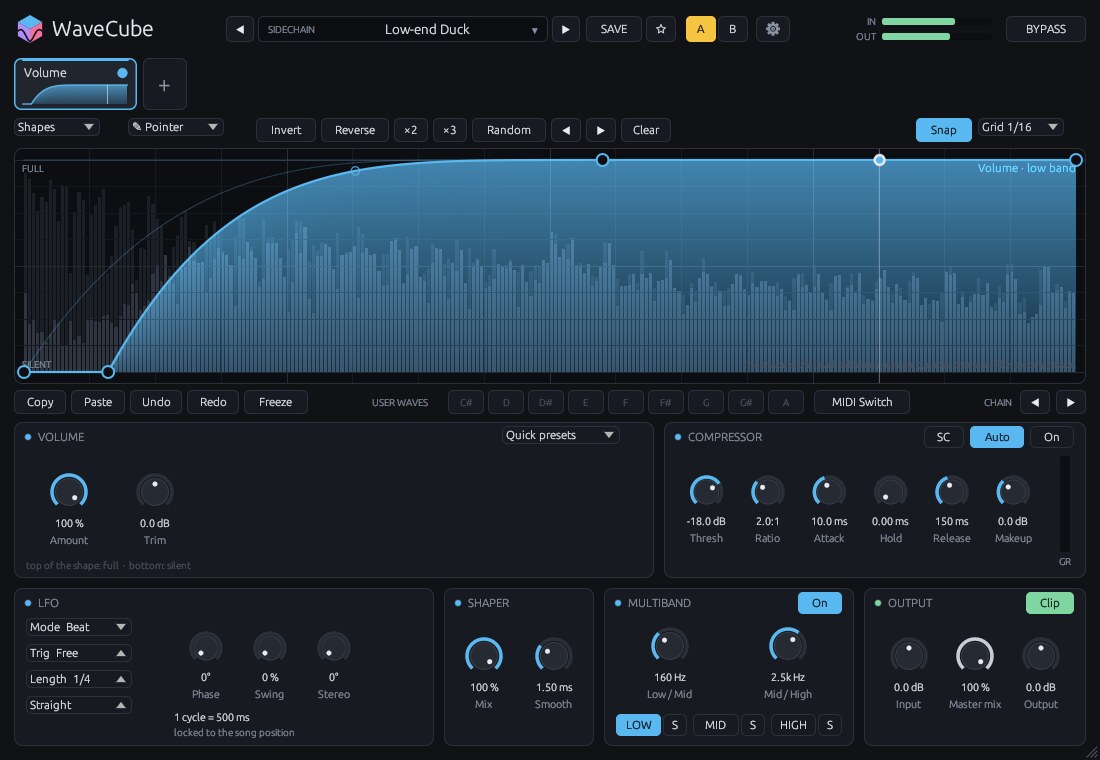 WaveCube
SIDECHAIN Low-end Duck
SAVE
A B
IN
OUT
BYPASS
Volume
+
Shapes
Pointer
Invert Reverse ×2 ×3 Random Clear
Snap Grid 1/16
FULL
Volume · low band
SILENT
Copy Paste Undo Redo Freeze
USER WAVES C# D D# E F F# G G# A
MIDI Switch
CHAIN
VOLUME
Quick presets
100 % 0.0 dB
Amount Trim
top of the shape: full · bottom: silent
COMPRESSOR
SC Auto On
-18.0 dB 2.0:1 10.0 ms 0.00 ms 150 ms 0.0 dB
Thresh Ratio Attack Hold Release Makeup
GR
LFO
Mode Beat
Trig Free
Length 1/4
Straight
0° 0 % 0°
Phase Swing Stereo
1 cycle = 500 ms
locked to the song position
SHAPER
100 % 1.50 ms
Mix Smooth
MULTIBAND On
160 Hz 2.5k Hz
Low / Mid Mid / High
LOW S MID S HIGH S
OUTPUT Clip
0.0 dB 100 % 0.0 dB
Input Master mix Output